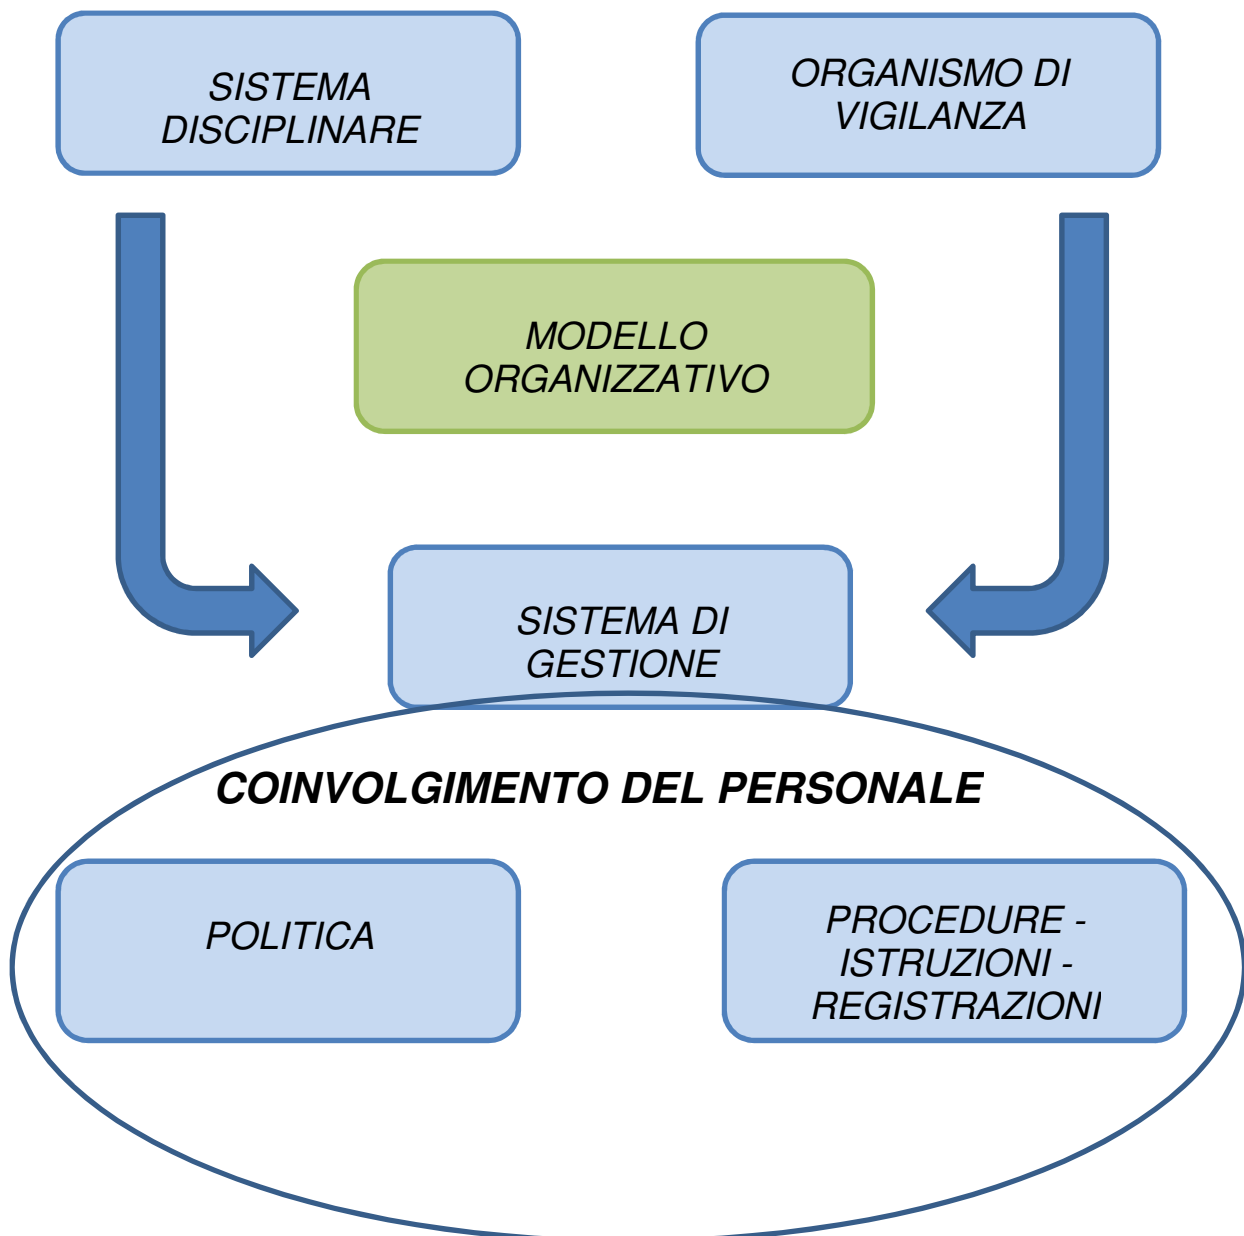 SISTEMA
DISCIPLINARE
ORGANISMO DI
VIGILANZA
MODELLO
ORGANIZZATIVO
SISTEMA DI
GESTIONE
COINVOLGIMENTO DEL PERSONALE
POLITICA
PROCEDURE -
ISTRUZIONI -
REGISTRAZIONI